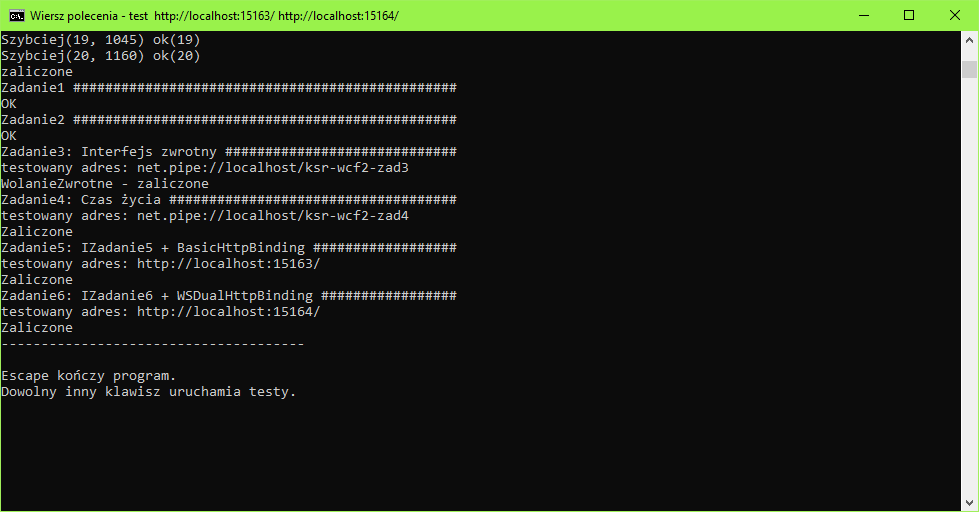 Wiersz polecenia - test http://localhost:15163/ http://localhost:15164/
Szybciej(19, 1045) ok(19)
Szybciej(20, 1160) ok(20)
zaliczone
Zadanie1 ################################################
OK
Zadanie2 ################################################
OK
Zadanie3: Interfejs zwrotny #############################
testowany adres: net.pipe://localhost/ksr-wcf2-zad3
WolanieZwrotne - zaliczone
Zadanie4: Czas życia ####################################
testowany adres: net.pipe://localhost/ksr-wcf2-zad4
Zaliczone
Zadanie5: IZadanie5 + BasicHttpBinding ##################
testowany adres: http://localhost:15163/
Zaliczone
Zadanie6: IZadanie6 + WSDualHttpBinding #################
testowany adres: http://localhost:15164/
Zaliczone
--------------------------------------
Escape kończy program.
Dowolny inny klawisz uruchamia testy.